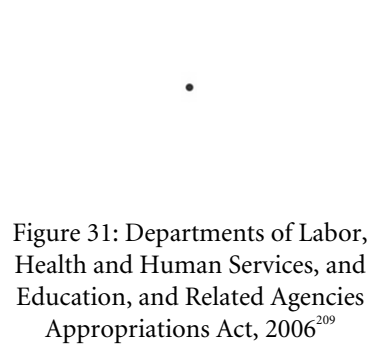 Figure 31: Departments of Labor,
Health and Human Services, and
Education, and Related Agencies
Appropriations Act, 2006²⁰⁹